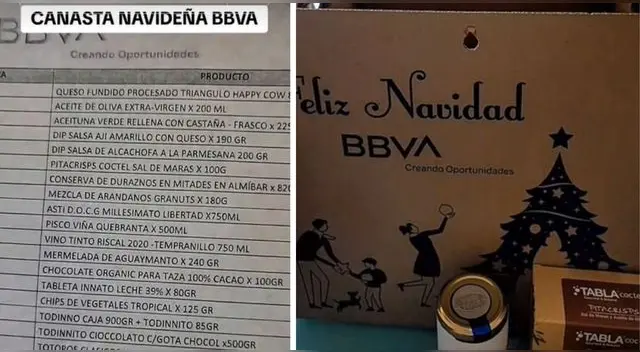 CANASTA NAVIDEÑA BBVA
BBVA
Creando Oportunidades
PRODUCTO
QUESO FUNDIDO PROCESADO TRIANGULO HAPPY COW 8
ACEITE DE OLIVA EXTRA-VIRGEN X 200 ML
ACEITUNA VERDE RELLENA CON CASTAÑA - FRASCO x 225
DIP SALSA AJI AMARILLO CON QUESO X 190 GR
DIP SALSA DE ALCACHOFA A LA PARMESANA 200 GR
PITACRISPS COCTEL SAL DE MARAS X 100G
CONSERVA DE DURAZNOS EN MITADES EN ALMÍBAR x 820
MEZCLA DE ARANDANOS GRANUTS X 180G
ASTI D.O.C.G MILLESIMATO LIBERTAD X750ML
PISCO VIÑA QUEBRANTA X 500ML
VINO TINTO RISCAL 2020 -TEMPRANILLO 750 ML
MERMELADA DE AGUAYMANTO X 240 GR
CHOCOLATE ORGANIC PARA TAZA 100% CACAO X 100GR
TABLETA INNATO LECHE 39% X 80GR
CHIPS DE VEGETALES TROPICAL X 125 GR
TODINNO CAJA 900GR + TODINNITO 85GR
TODINNITO CIOCCOLATO C/GOTA CHOCOL x500GR
Feliz Navidad
BBVA
Creando Oportunidades
TABLA
PITACRISPS
TABLA